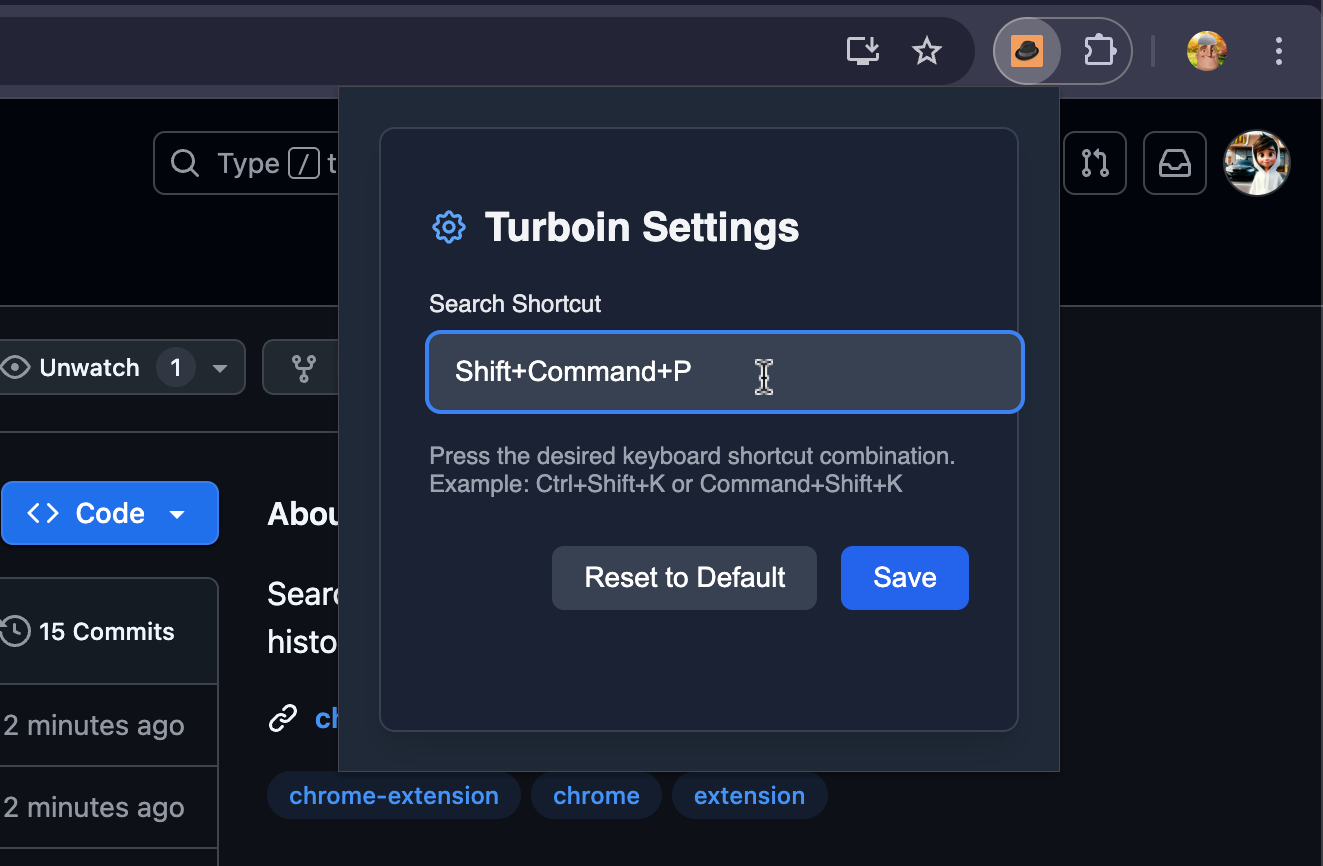 Type / t
Turboin Settings
Search Shortcut
Shift+Command+P
Press the desired keyboard shortcut combination.
Example: Ctrl+Shift+K or Command+Shift+K
Reset to Default
Save
Unwatch 1
Code
15 Commits
2 minutes ago
2 minutes ago
Abou
Sear
histo
ch
chrome-extension
chrome
extension